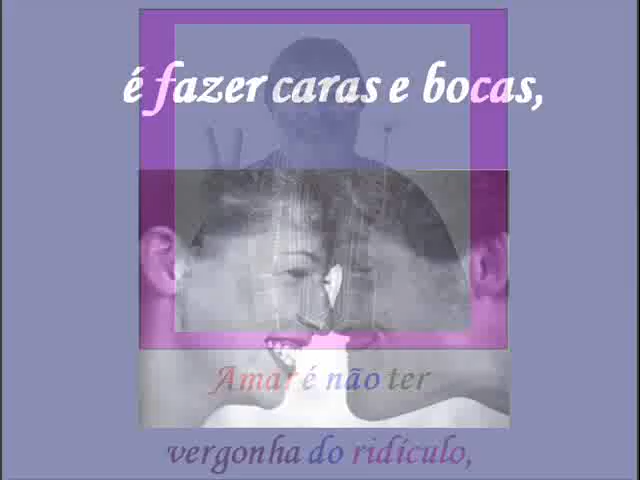 é fazer caras e bocas,
Amar é não ter
vergonha do ridículo,